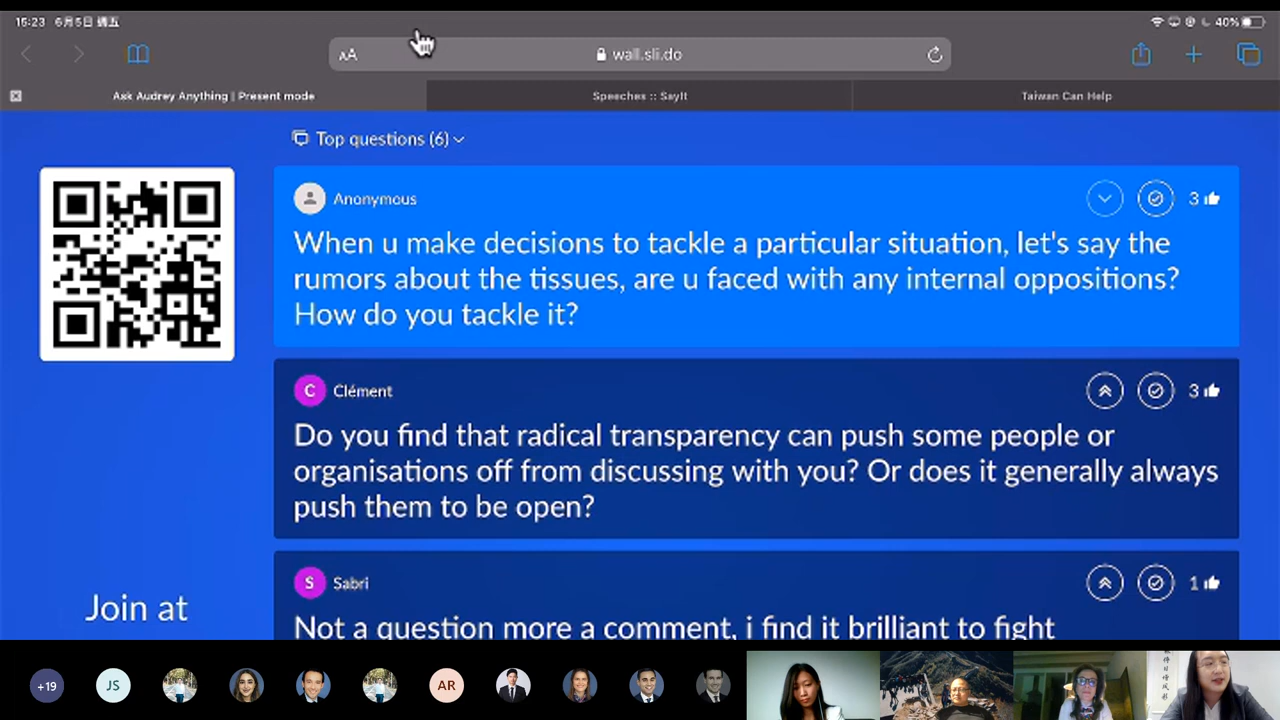 15:23 6月5日 週五
40%
AA
wall.sli.do
Ask Audrey Anything | Present mode
Speeches :: SayIt
Taiwan Can Help
Top questions (6)
Anonymous
3
When u make decisions to tackle a particular situation, let's say the
rumors about the tissues, are u faced with any internal oppositions?
How do you tackle it?
C
Clément
3
Do you find that radical transparency can push some people or
organisations off from discussing with you? Or does it generally always
push them to be open?
S
Sabri
1
Not a question more a comment, i find it brilliant to fight
Join at
+19
JS
AR